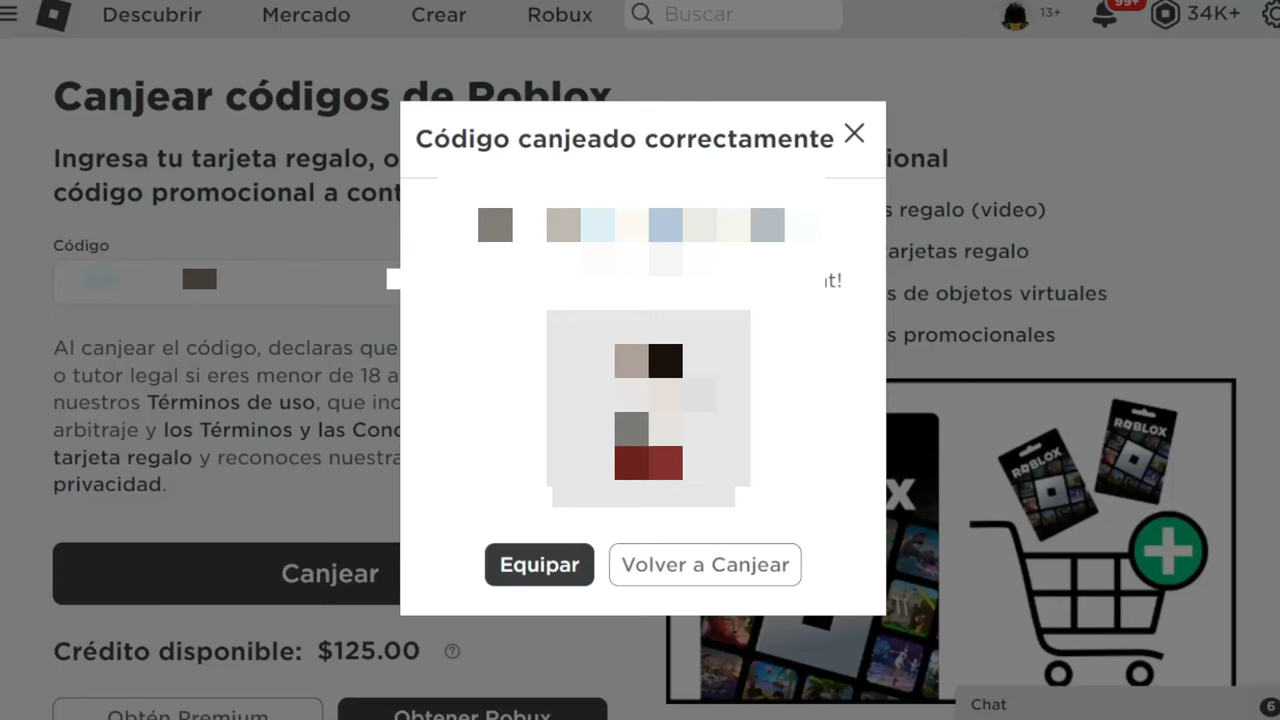 Descubrir Mercado Crear Robux Buscar 13+ 99+ 34K+
Canjear códigos de Roblox
Código canjeado correctamente
Ingresa tu tarjeta regalo, o
código promocional a cont
ional
s regalo (video)
arjetas regalo
s de objetos virtuales
s promocionales
Código
nt!
Al canjear el código, declaras que
o tutor legal si eres menor de 18 a
nuestros Términos de uso, que inc
arbitraje y los Términos y las Cond
tarjeta regalo y reconoces nuestra
privacidad.
ROBLOX
ROBLOX
Equipar
Volver a Canjear
Canjear
Crédito disponible: $125.00
Obtén Premium
Obtener Robux
Chat
6